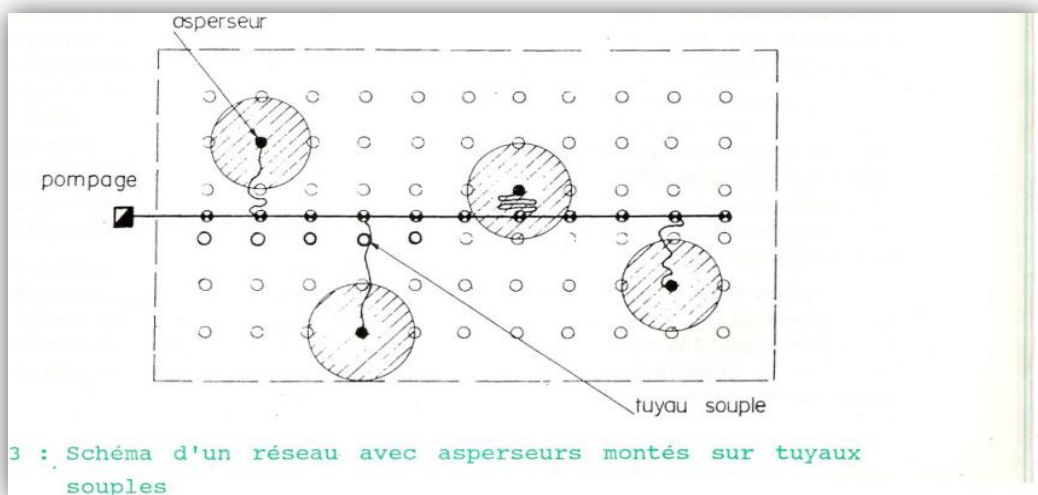 asperseur
pompage
tuyau souple
3 : Schéma d'un réseau avec asperseurs montés sur tuyaux
souples